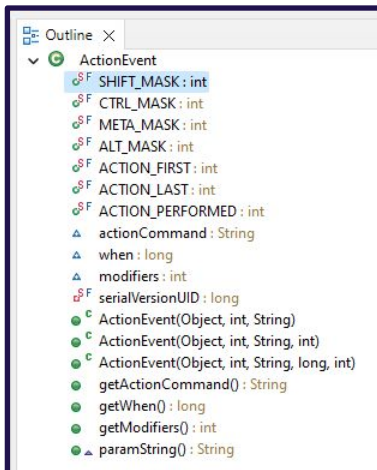 Outline
C ActionEvent
S F SHIFT_MASK : int
S F CTRL_MASK : int
S F META_MASK : int
S F ALT_MASK : int
S F ACTION_FIRST : int
S F ACTION_LAST : int
S F ACTION_PERFORMED : int
actionCommand : String
when : long
modifiers : int
S F serialVersionUID : long
C ActionEvent(Object, int, String)
C ActionEvent(Object, int, String, int)
C ActionEvent(Object, int, String, long, int)
getActionCommand() : String
getWhen() : long
getModifiers() : int
paramString() : String